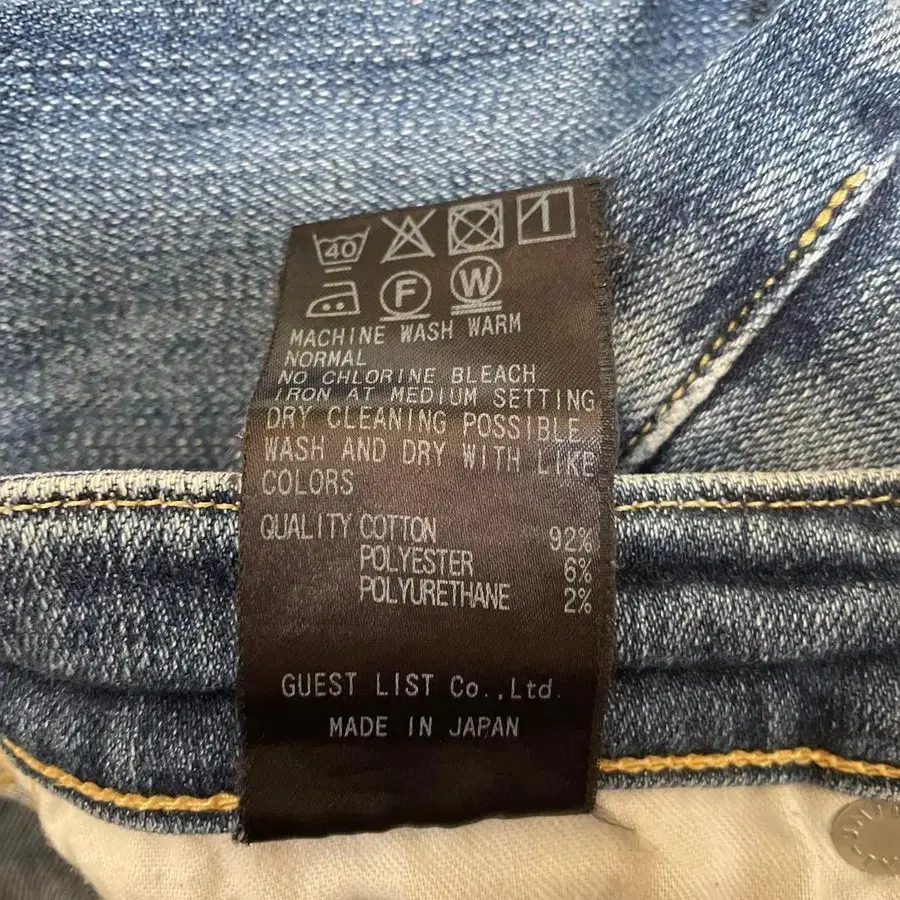 40
F W
MACHINE WASH WARM
NORMAL
NO CHLORINE BLEACH
IRON AT MEDIUM SETTING
DRY CLEANING POSSIBLE
WASH AND DRY WITH LIKE
COLORS
QUALITY COTTON 92%
POLYESTER 6%
POLYURETHANE 2%
GUEST LIST Co.,Ltd.
MADE IN JAPAN